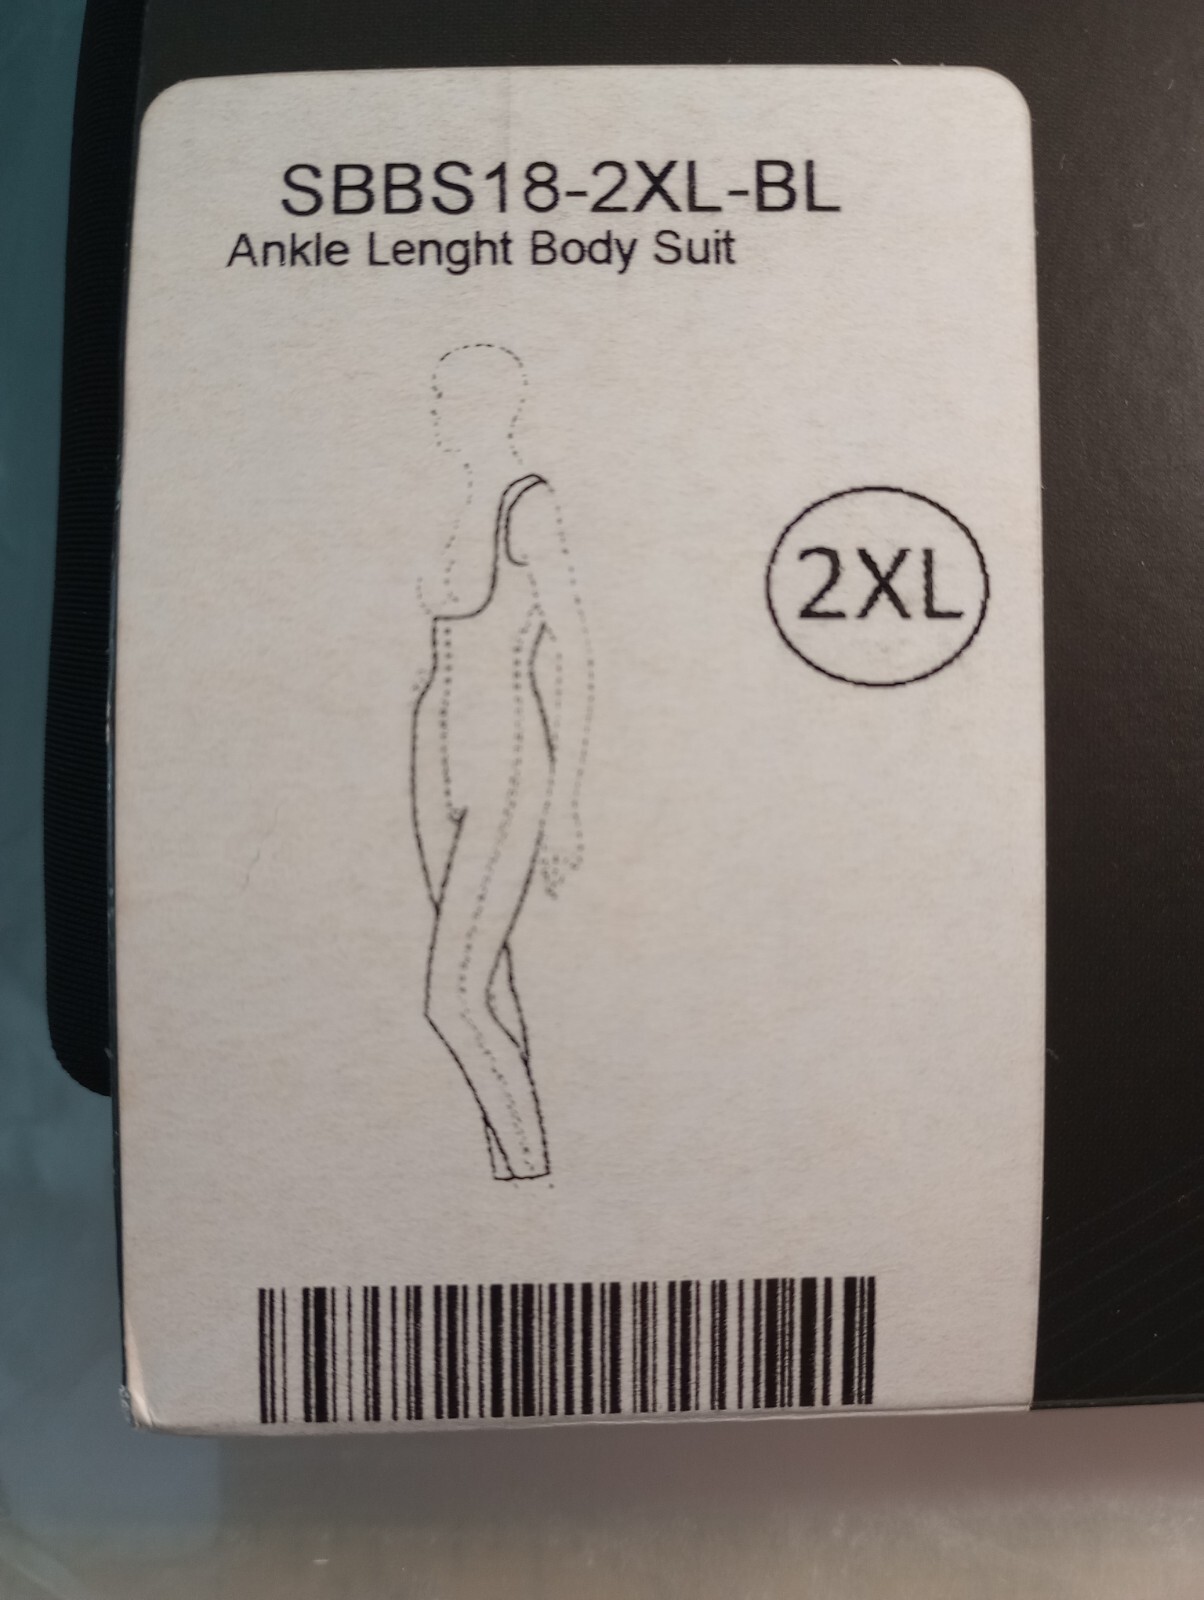 SBBS18-2XL-BL
Ankle Lenght Body Suit
2XL